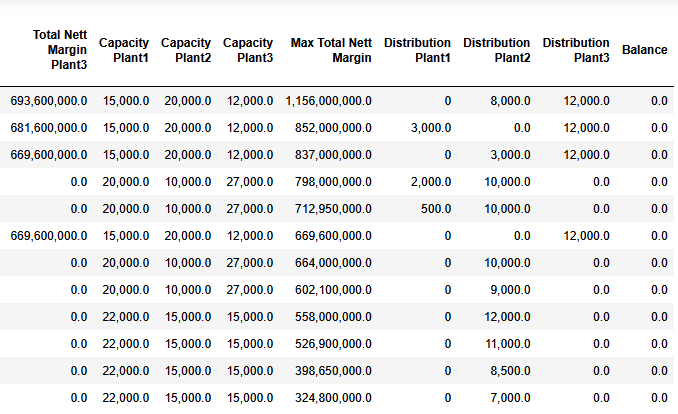 Total Nett Margin Plant3 Capacity Plant1 Capacity Plant2 Capacity Plant3 Max Total Nett Margin Distribution Plant1 Distribution Plant2 Distribution Plant3 Balance
693,600,000.0 15,000.0 20,000.0 12,000.0 1,156,000,000.0 0 8,000.0 12,000.0 0.0
681,600,000.0 15,000.0 20,000.0 12,000.0 852,000,000.0 3,000.0 0.0 12,000.0 0.0
669,600,000.0 15,000.0 20,000.0 12,000.0 837,000,000.0 0 3,000.0 12,000.0 0.0
0.0 20,000.0 10,000.0 27,000.0 798,000,000.0 2,000.0 10,000.0 0.0 0.0
0.0 20,000.0 10,000.0 27,000.0 712,950,000.0 500.0 10,000.0 0.0 0.0
669,600,000.0 15,000.0 20,000.0 12,000.0 669,600,000.0 0 0.0 12,000.0 0.0
0.0 20,000.0 10,000.0 27,000.0 664,000,000.0 0 10,000.0 0.0 0.0
0.0 20,000.0 10,000.0 27,000.0 602,100,000.0 0 9,000.0 0.0 0.0
0.0 22,000.0 15,000.0 15,000.0 558,000,000.0 0 12,000.0 0.0 0.0
0.0 22,000.0 15,000.0 15,000.0 526,900,000.0 0 11,000.0 0.0 0.0
0.0 22,000.0 15,000.0 15,000.0 398,650,000.0 0 8,500.0 0.0 0.0
0.0 22,000.0 15,000.0 15,000.0 324,800,000.0 0 7,000.0 0.0 0.0